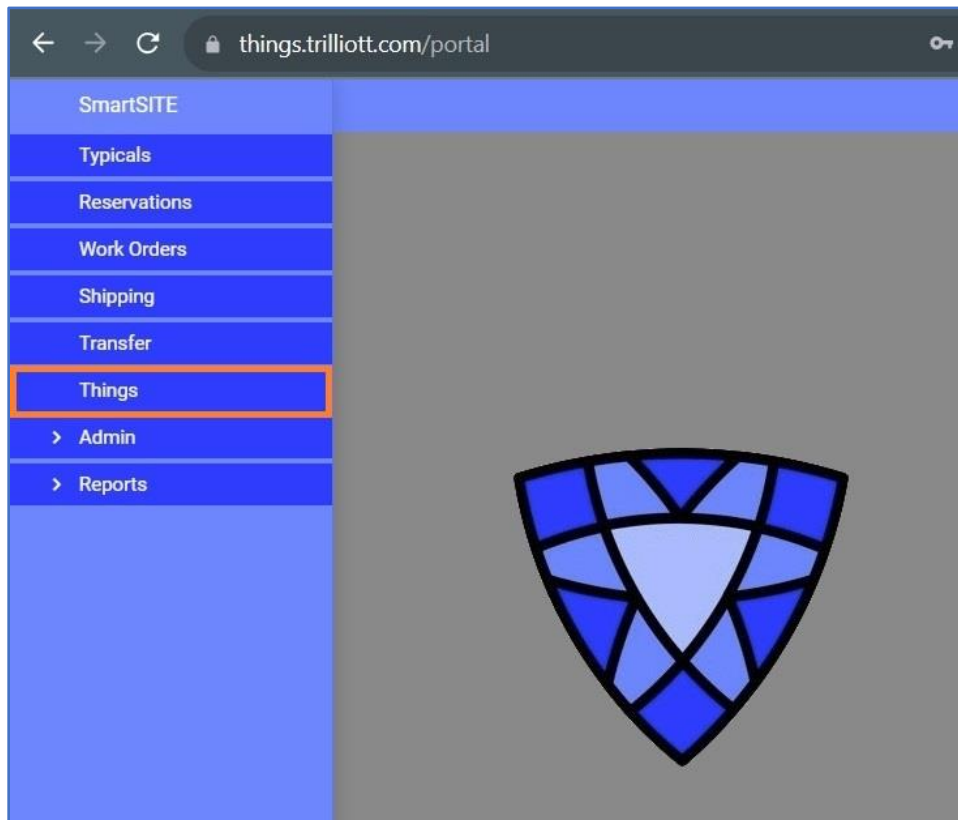 things.trilliott.com/portal
SmartSITE
Typicals
Reservations
Work Orders
Shipping
Transfer
Things
Admin
Reports